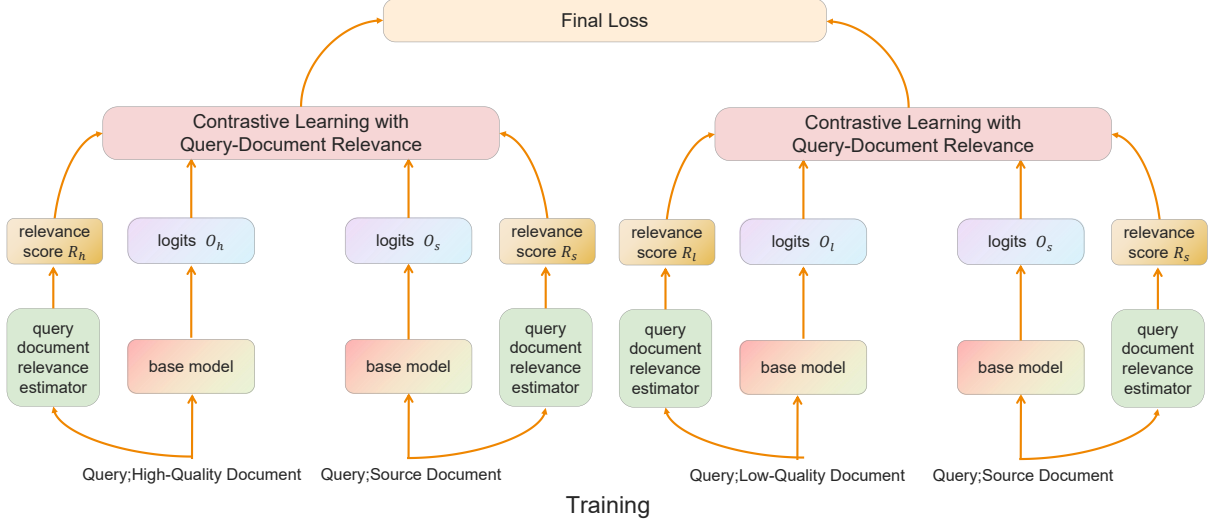 Final Loss
Contrastive Learning with
Query-Document Relevance
Contrastive Learning with
Query-Document Relevance
relevance
score R_h
logits O_h
logits O_s
relevance
score R_s
relevance
score R_l
logits O_l
logits O_s
relevance
score R_s
query
document
relevance
estimator
base model
base model
query
document
relevance
estimator
query
document
relevance
estimator
base model
base model
query
document
relevance
estimator
Query;High-Quality Document
Query;Source Document
Query;Low-Quality Document
Query;Source Document
Training